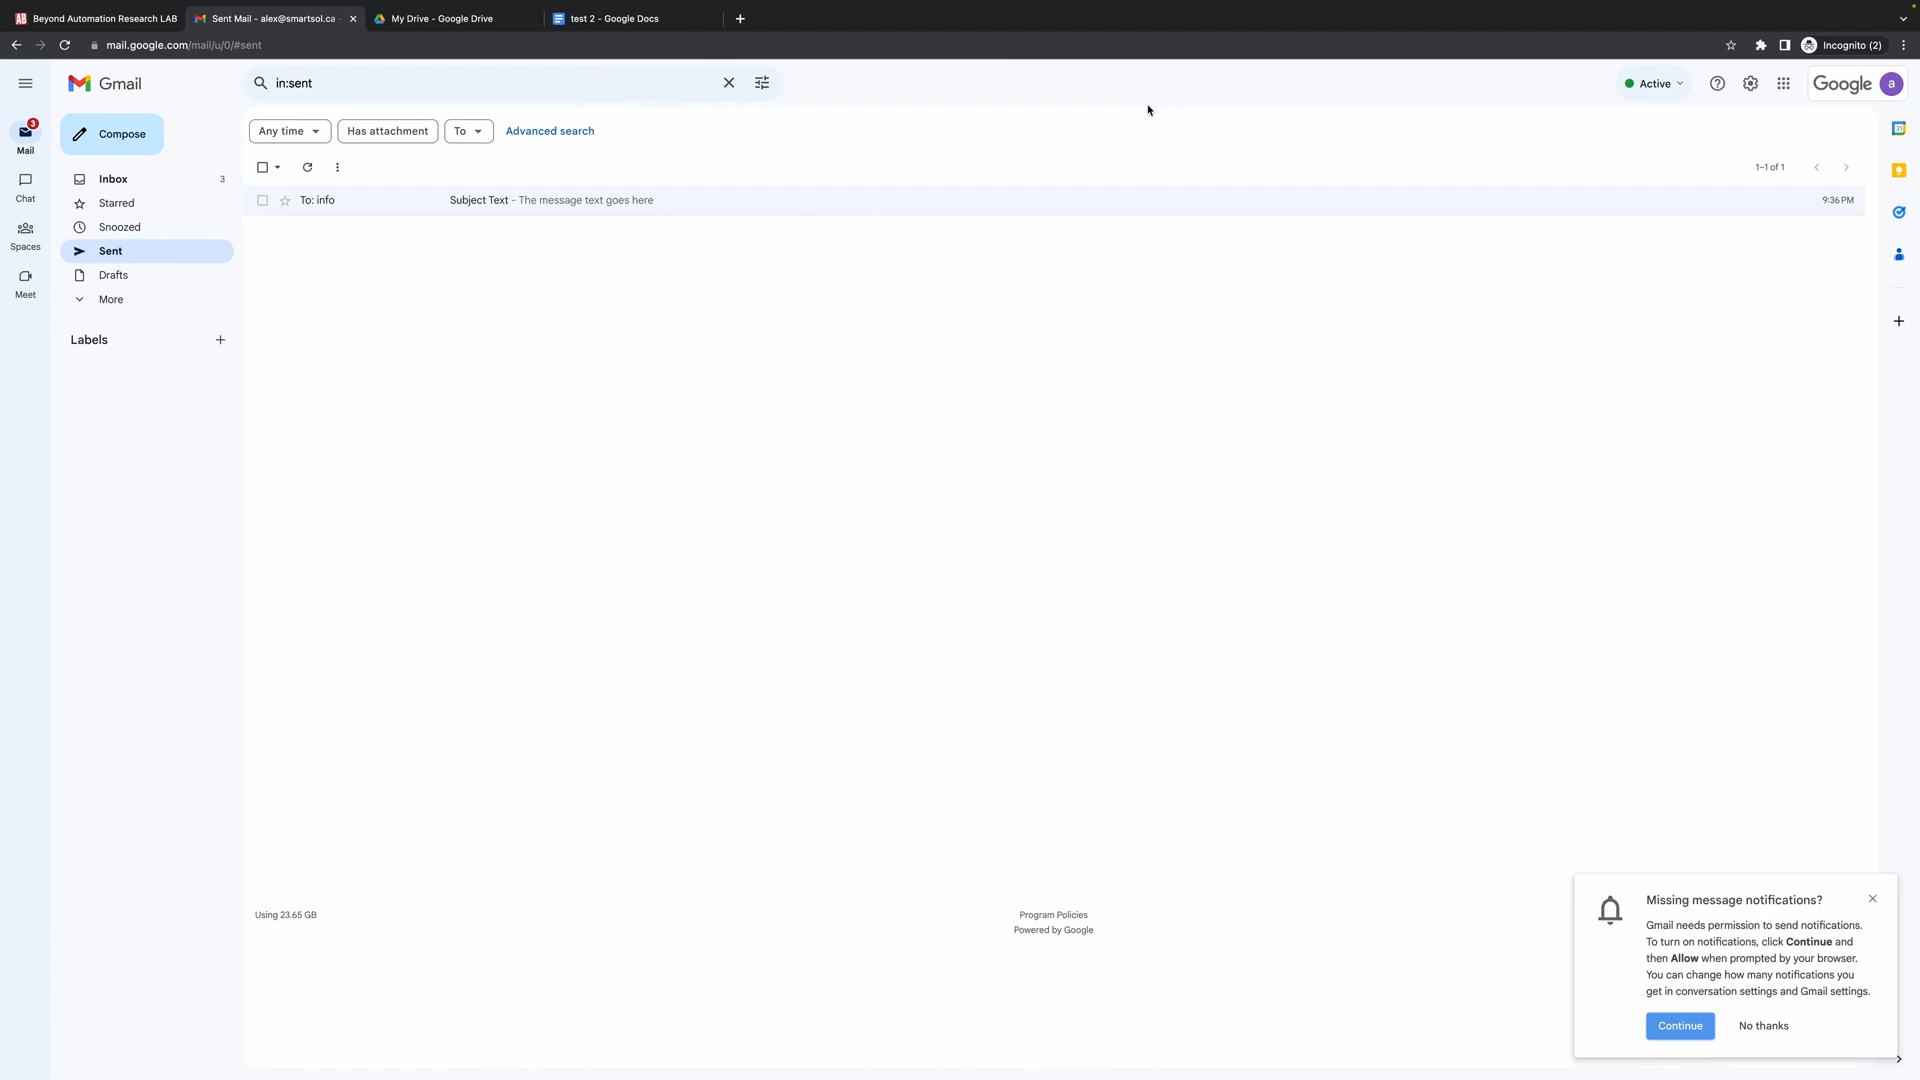 Beyond Automation Research LAB
Sent Mail - alex@smartsol.ca -
My Drive - Google Drive
test 2 - Google Docs
mail.google.com/mail/u/0/#sent
Incognito (2)
Gmail
in:sent
Active
Google
a
3
Mail
Compose
Any time
Has attachment
To
Advanced search
31
Chat
Inbox 3
Starred
1–1 of 1
Spaces
Snoozed
To: info
Subject Text - The message text goes here
9:36 PM
Sent
Meet
Drafts
More
Labels
Using 23.65 GB
Program Policies
Powered by Google
Missing message notifications?
Gmail needs permission to send notifications.
To turn on notifications, click Continue and
then Allow when prompted by your browser.
You can change how many notifications you
get in conversation settings and Gmail settings.
Continue
No thanks